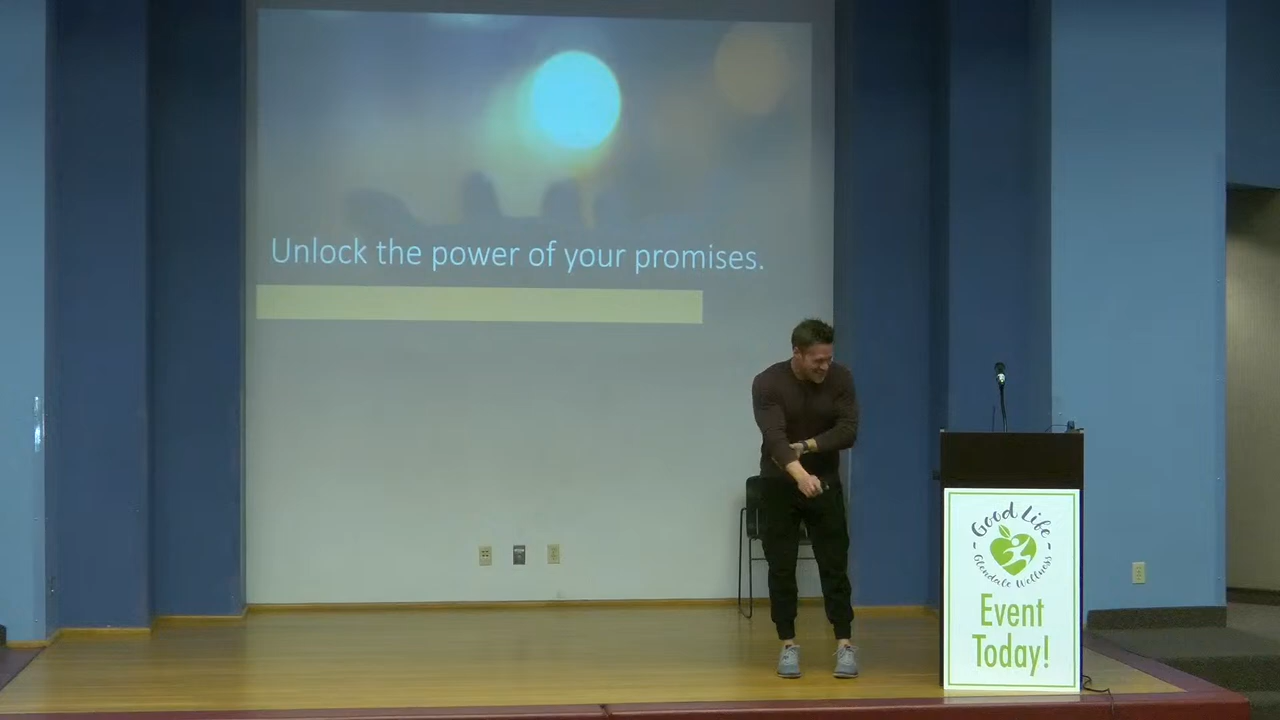 Unlock the power of your promises.
Good Life
Glendale Wellness
Event
Today!